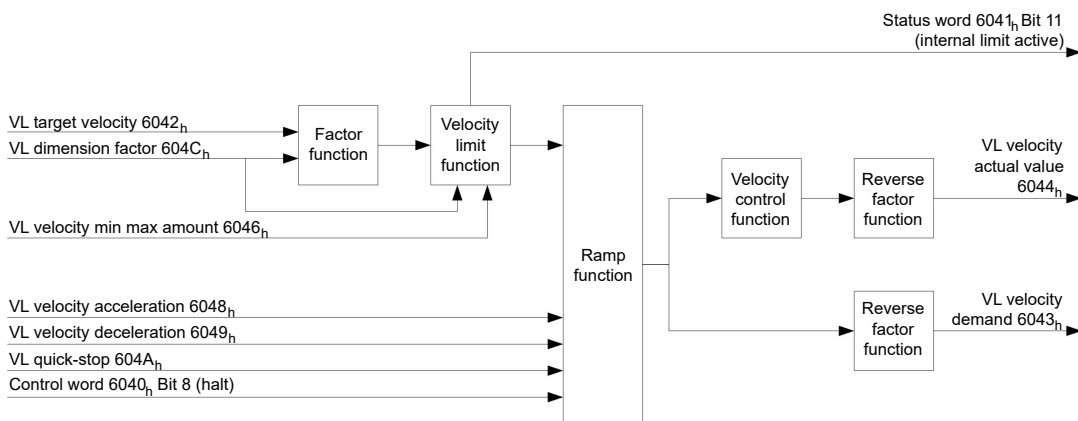 Status word 6041h Bit 11
(internal limit active)
VL target velocity 6042h
VL dimension factor 604Ch
Factor
function
Velocity
limit
function
VL velocity min max amount 6046h
Ramp
function
Velocity
control
function
Reverse
factor
function
VL velocity
actual value
6044h
VL velocity acceleration 6048h
VL velocity deceleration 6049h
VL quick-stop 604Ah
Control word 6040h Bit 8 (halt)
Reverse
factor
function
VL velocity
demand 6043h